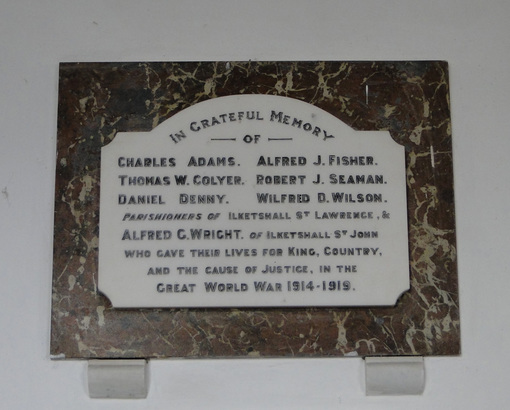 IN GRATEFUL MEMORY
OF
CHARLES ADAMS. ALFRED J. FISHER.
THOMAS W. COLYER. ROBERT J. SEAMAN.
DANIEL DENNY. WILFRED D. WILSON.
PARISHIONERS OF ILKETSHALL ST LAWRENCE, &
ALFRED G. WRIGHT. OF ILKETSHALL ST JOHN
WHO GAVE THEIR LIVES FOR KING, COUNTRY,
AND THE CAUSE OF JUSTICE, IN THE
GREAT WORLD WAR 1914-1919.